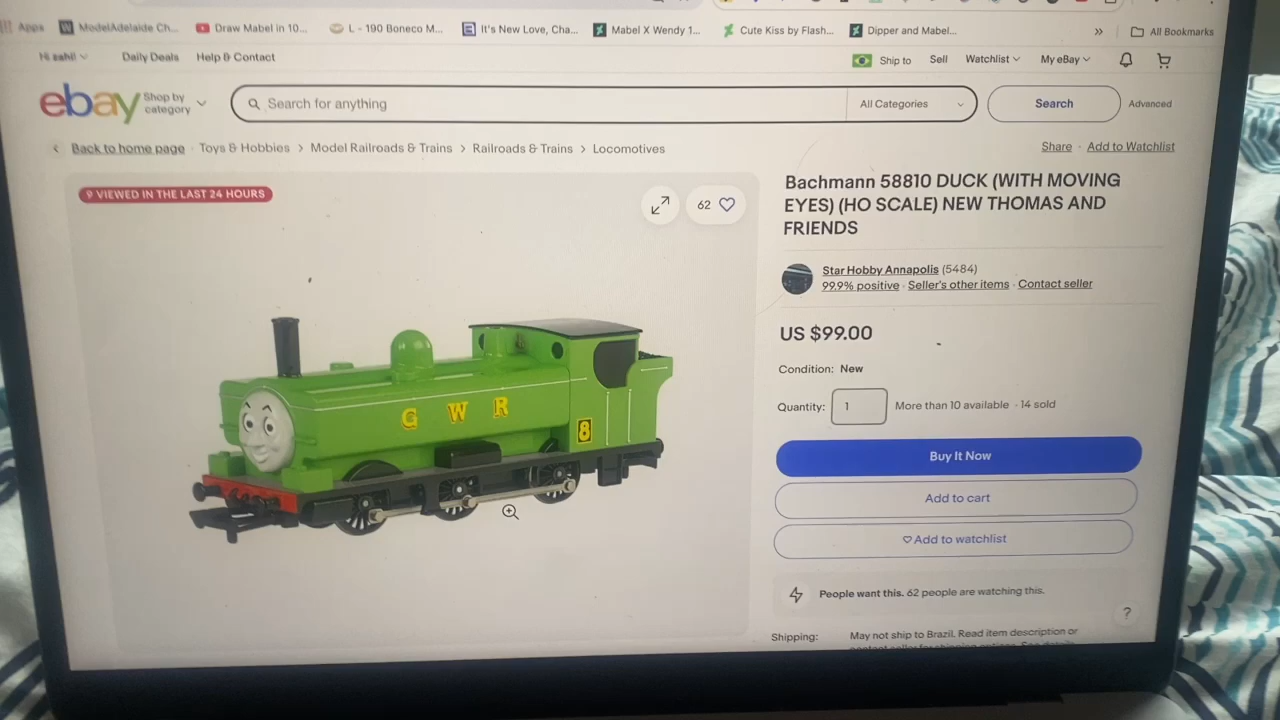 Apps ModelAdelaide Ch... Draw Mabel in 10... L - 190 Boneco M... It's New Love, Cha... Mabel X Wendy 1... Cute Kiss by Flash... Dipper and Mabel... » All Bookmarks
Hi sahil Daily Deals Help & Contact Ship to Sell Watchlist My eBay
ebay Shop by category Search for anything All Categories Search Advanced
Back to home page Toys & Hobbies > Model Railroads & Trains > Railroads & Trains > Locomotives Share Add to Watchlist
9 VIEWED IN THE LAST 24 HOURS
62
GWR
8
Bachmann 58810 DUCK (WITH MOVING
EYES) (HO SCALE) NEW THOMAS AND
FRIENDS
Star Hobby Annapolis (5484)
99.9% positive · Seller's other items · Contact seller
US $99.00
Condition: New
Quantity: 1 More than 10 available · 14 sold
Buy It Now
Add to cart
Add to watchlist
People want this. 62 people are watching this.
?
Shipping: May not ship to Brazil. Read item description or